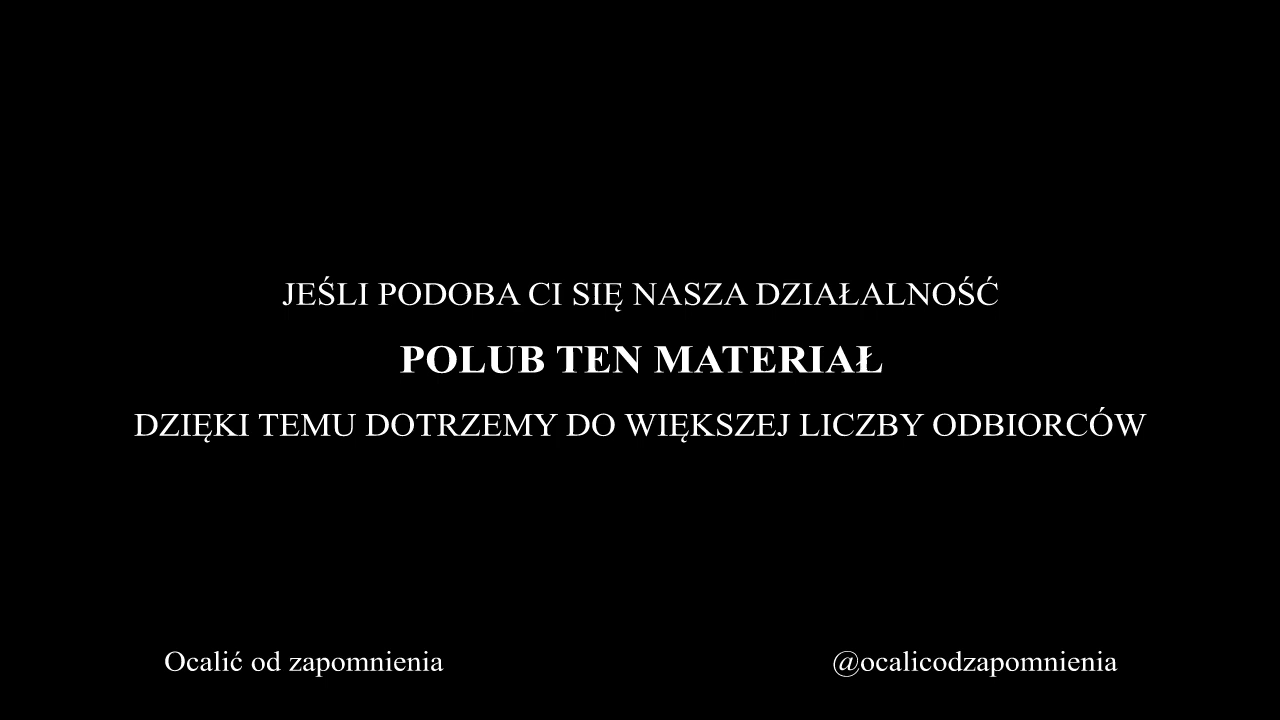 JEŚLI PODOBA CI SIĘ NASZA DZIAŁALNOŚĆ
POLUB TEN MATERIAŁ
DZIĘKI TEMU DOTRZEMY DO WIĘKSZEJ LICZBY ODBIORCÓW
Ocalić od zapomnienia
@ocalicodzapomnienia